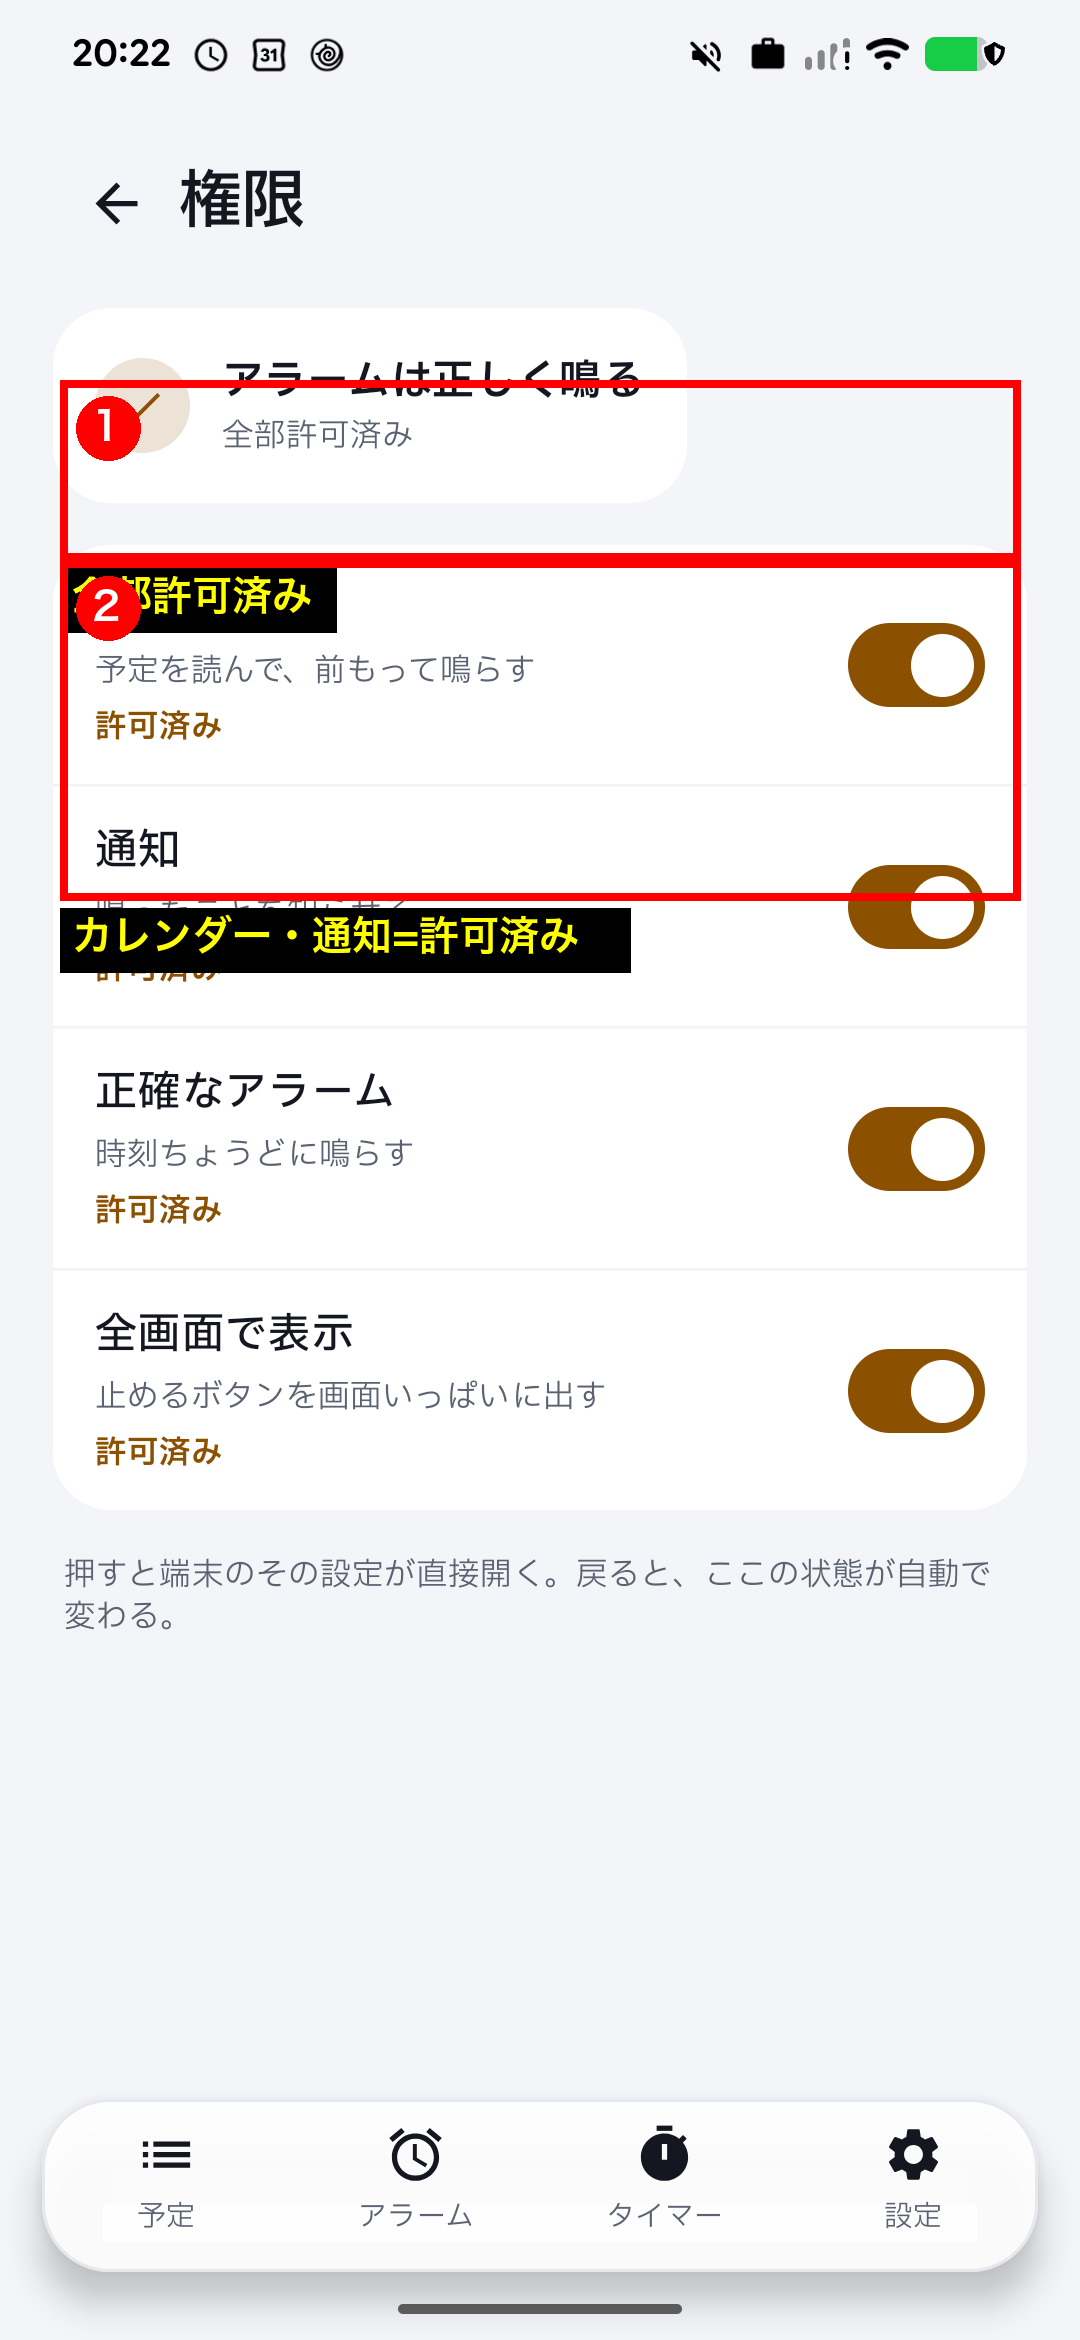 20:22
31
権限
アラームは正しく鳴る
1
全部許可済み
全部許可済み
2
予定を読んで、前もって鳴らす
許可済み
通知
カレンダー・通知=許可済み
正確なアラーム
時刻ちょうどに鳴らす
許可済み
全画面で表示
止めるボタンを画面いっぱいに出す
許可済み
押すと端末のその設定が直接開く。戻ると、ここの状態が自動で
変わる。
予定
アラーム
タイマー
設定